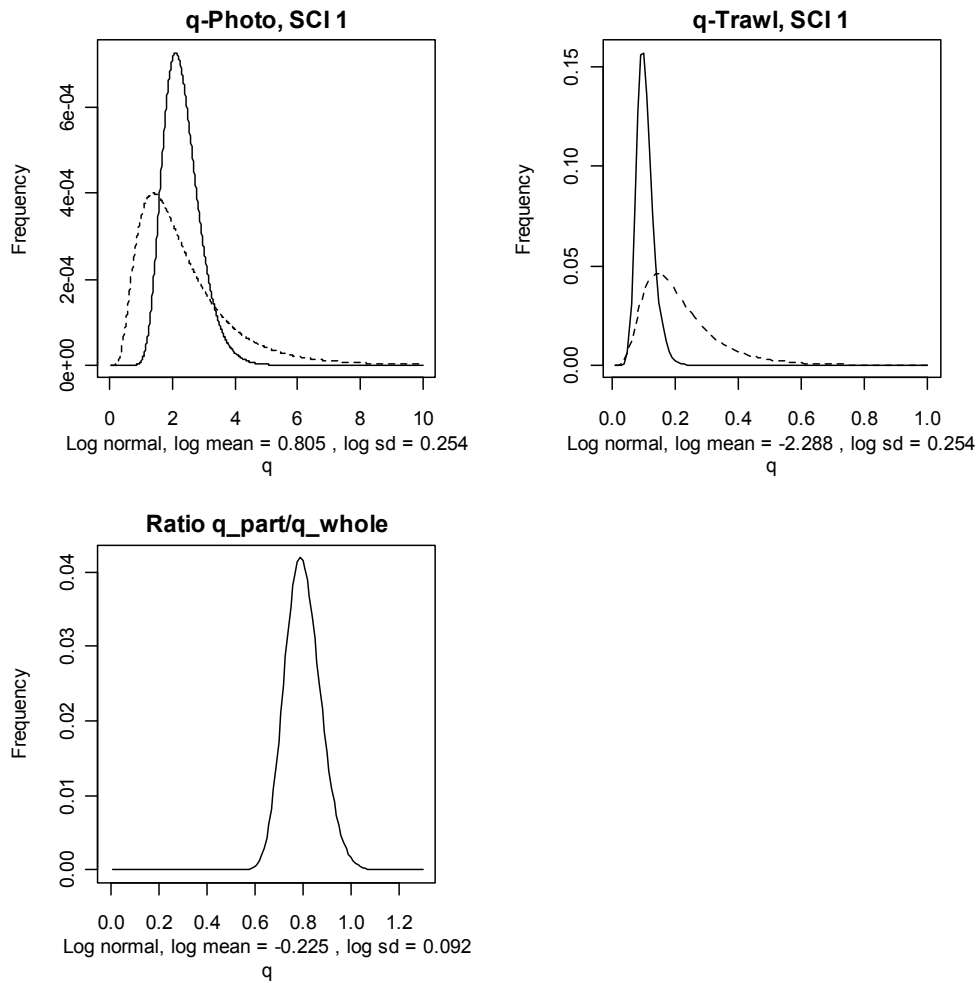 q-Photo, SCI 1
Frequency
0e+00 2e-04 4e-04 6e-04
0 2 4 6 8 10
Log normal, log mean = 0.805 , log sd = 0.254
q
q-Trawl, SCI 1
Frequency
0.00 0.05 0.10 0.15
0.0 0.2 0.4 0.6 0.8 1.0
Log normal, log mean = -2.288 , log sd = 0.254
q
Ratio q_part/q_whole
Frequency
0.00 0.01 0.02 0.03 0.04
0.0 0.2 0.4 0.6 0.8 1.0 1.2
Log normal, log mean = -0.225 , log sd = 0.092
q